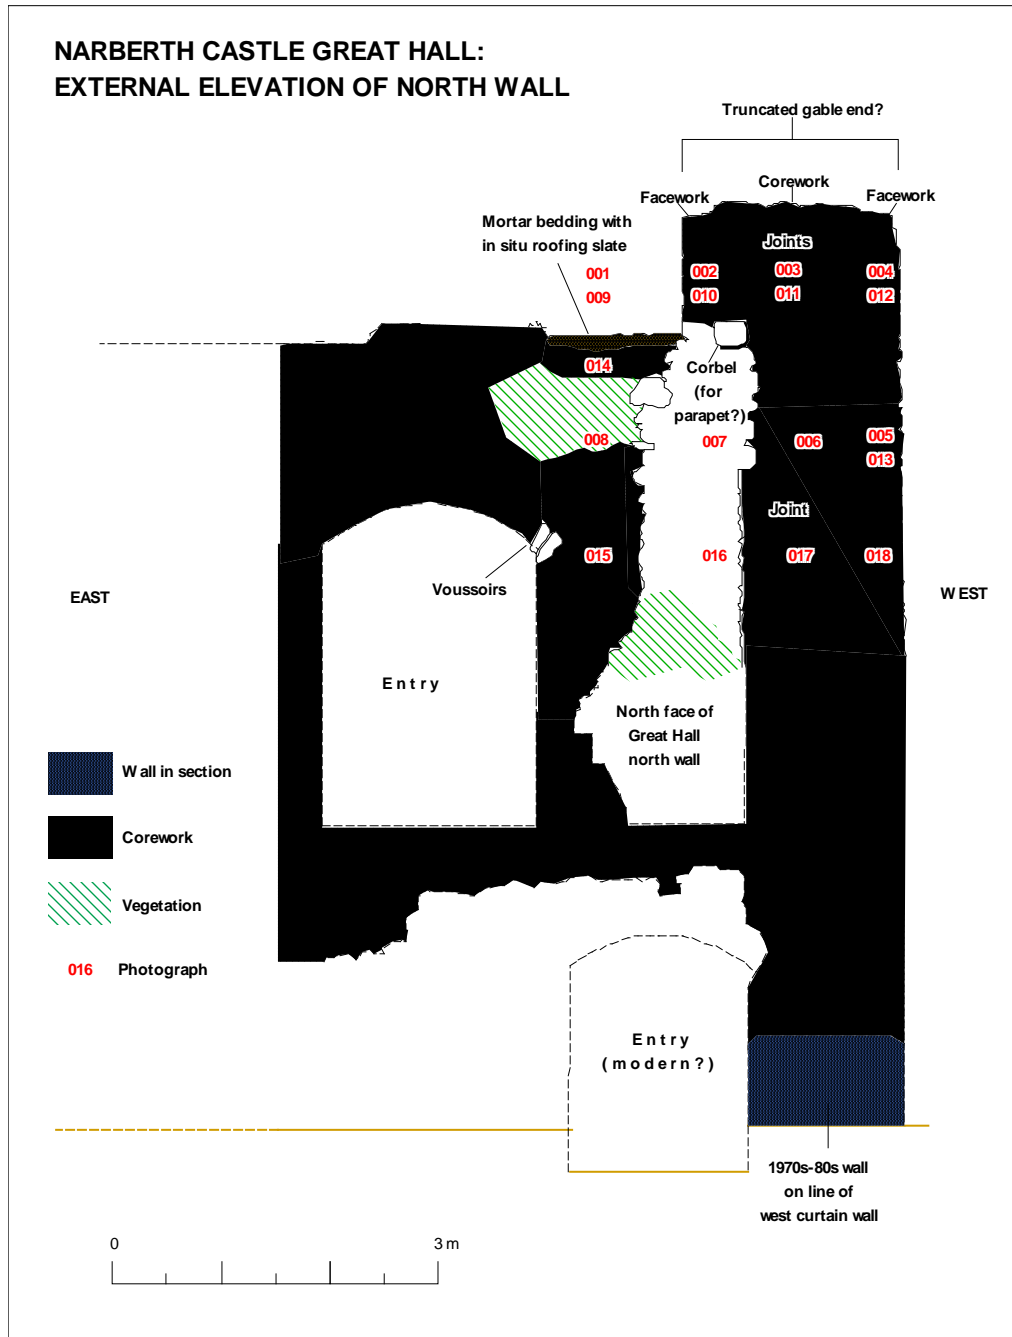 NARBERTH CASTLE GREAT HALL:
EXTERNAL ELEVATION OF NORTH WALL
Truncated gable end?
Corework
Facework
Facework
Mortar bedding with
in situ roofing slate
Joints
001
002
003
004
009
010
011
012
014
Corbel
(for
parapet?)
008
007
006
005
013
Joint
015
016
017
018
Voussoirs
EAST
WEST
Entry
North face of
Great Hall
north wall
Wall in section
Corework
Vegetation
016 Photograph
Entry
(modern?)
1970s-80s wall
on line of
west curtain wall
0
3 m